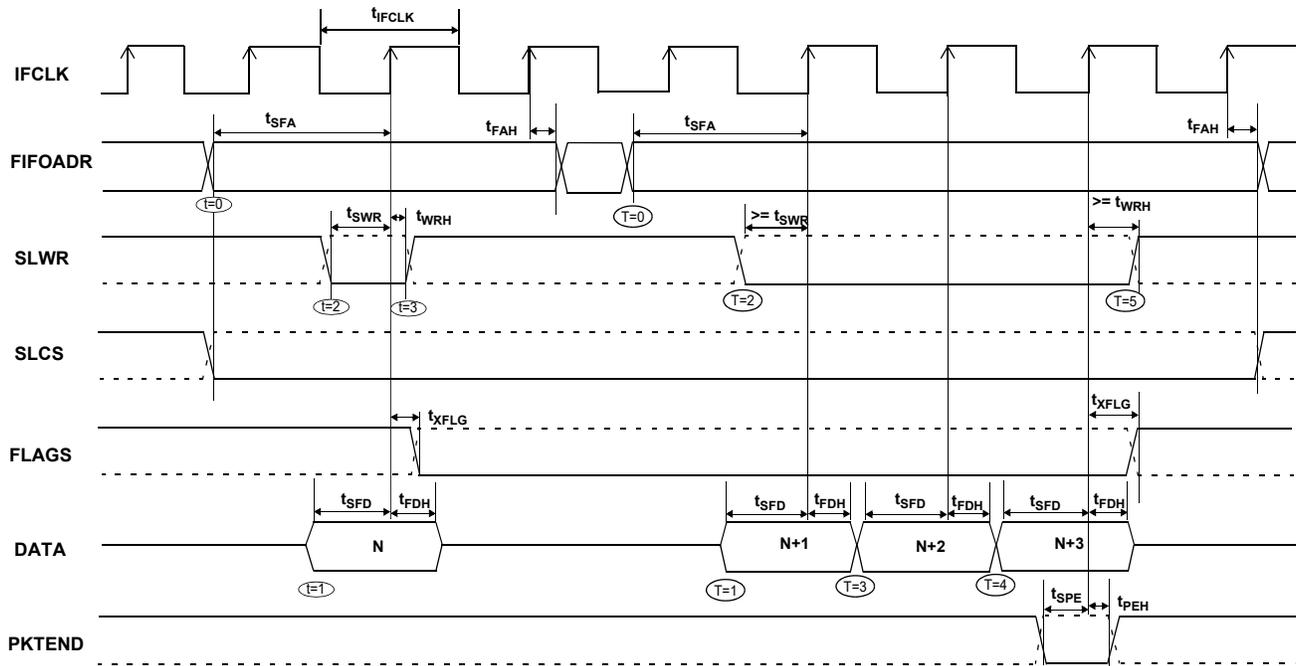 tIFCLK
IFCLK
tSFA
tFAH
tSFA
tFAH
FIFOADR
t=0
T=0
tSWR
tWRH
>= tSWR
>= tWRH
SLWR
t=2
t=3
T=2
T=5
SLCS
tXFLG
tXFLG
FLAGS
tSFD
tFDH
tSFD
tFDH
tSFD
tFDH
tSFD
tFDH
DATA
N
N+1
N+2
N+3
t=1
T=1
T=3
T=4
tSPE
tPEH
PKTEND